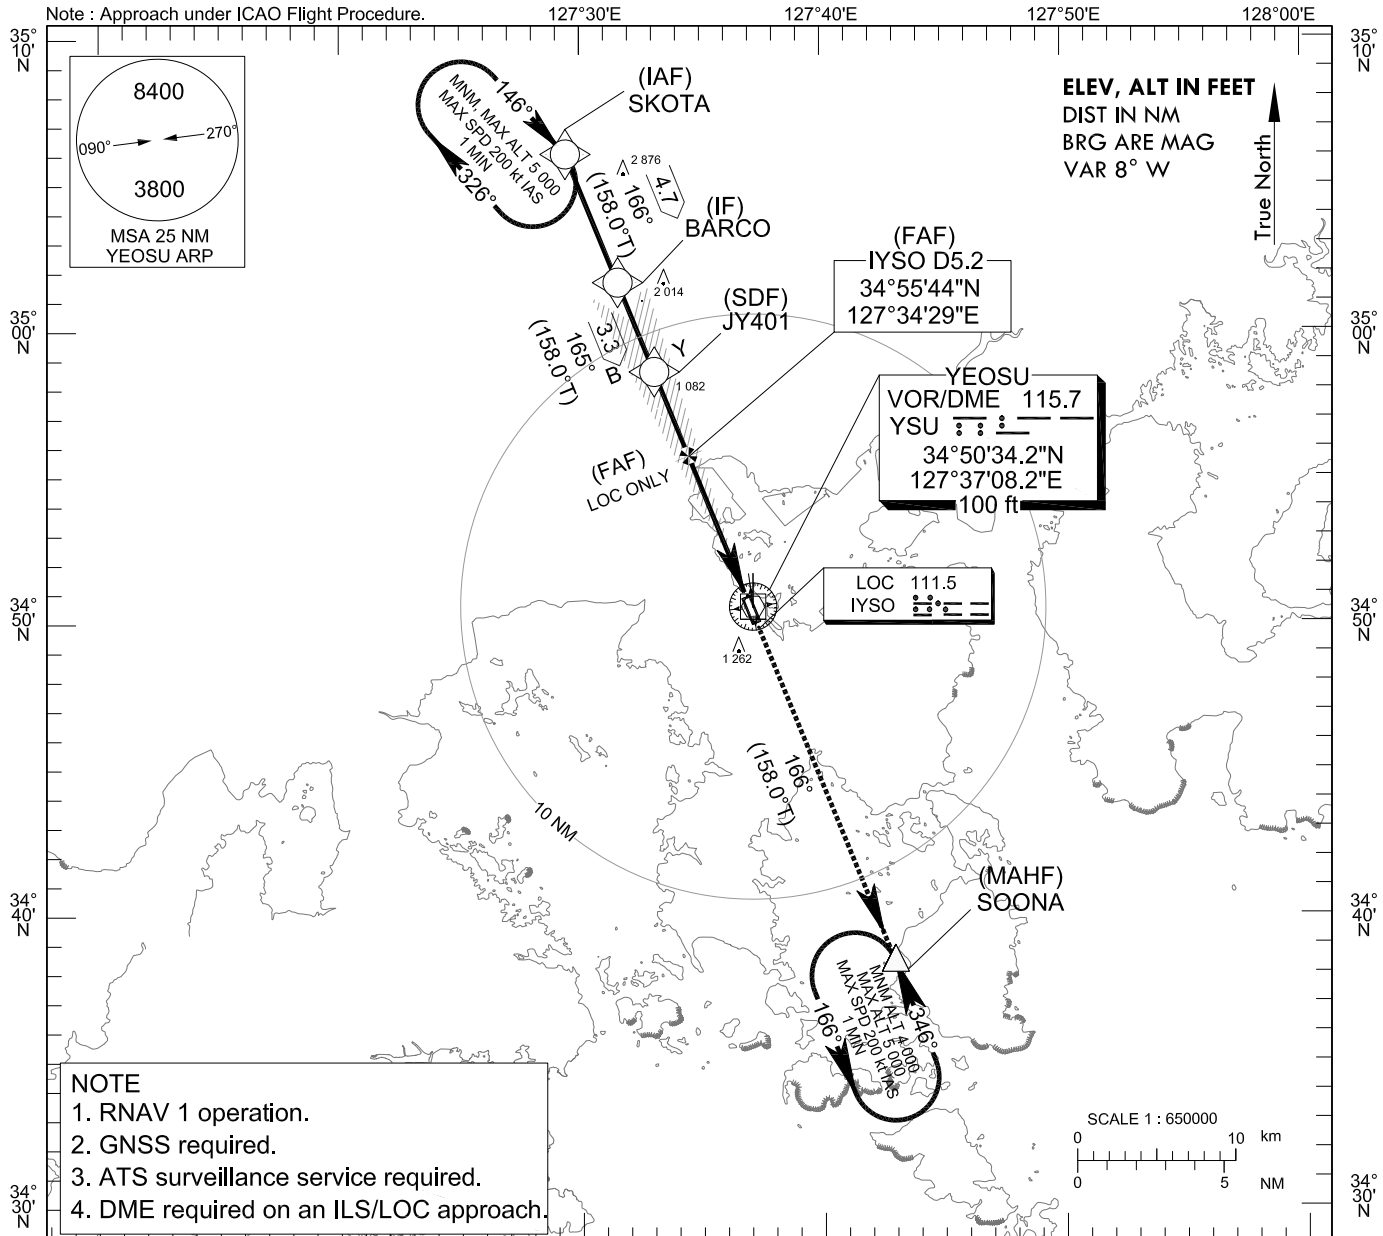 Note : Approach under ICAO Flight Procedure.
127°30'E
127°40'E
127°50'E
128°00'E
35°
10'
N
35°
10'
N
8400
090°
270°
3800
MSA 25 NM
YEOSU ARP
146°
MNM, MAX ALT 5 000
MAX SPD 200 kt IAS
1 MIN
326°
(IAF)
SKOTA
ELEV, ALT IN FEET
DIST IN NM
BRG ARE MAG
VAR 8° W
True North
2 876
4.7
166°
(158.0°T)
(IF)
BARCO
2 014
(FAF)
IYSO D5.2
34°55'44"N
127°34'29"E
(SDF)
JY401
35°
00'
N
35°
00'
N
3.3
165°
(158.0°T)
B
Y
1 082
YEOSU
VOR/DME 115.7
YSU
34°50'34.2"N
127°37'08.2"E
100 ft
(FAF)
LOC ONLY
LOC 111.5
IYSO
34°
50'
N
34°
50'
N
1 262
166°
(158.0°T)
10 NM
(MAHF)
SOONA
34°
40'
N
34°
40'
N
MNM ALT 4 000
MAX ALT 5 000
MAX SPD 200 kt IAS
1 MIN
166°
346°
NOTE
1. RNAV 1 operation.
2. GNSS required.
3. ATS surveillance service required.
4. DME required on an ILS/LOC approach.
SCALE 1 : 650000
0 10 km
0 5 NM
34°
30'
N
34°
30'
N